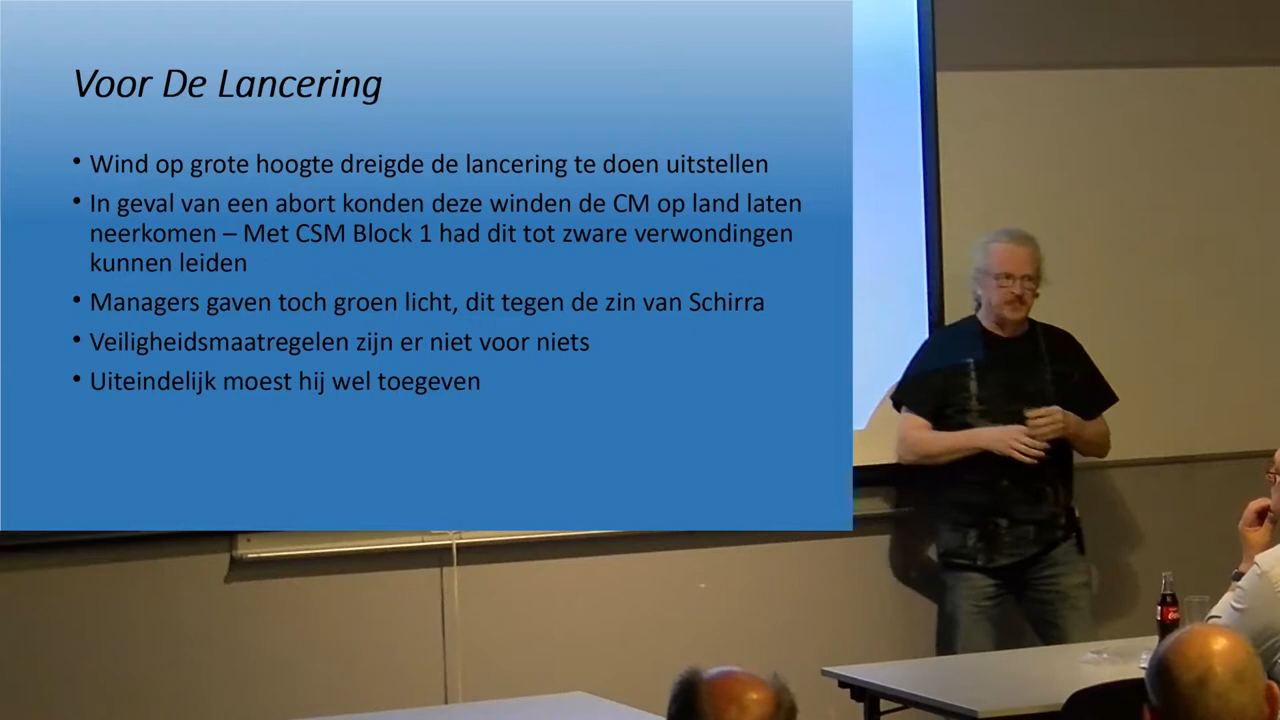 Voor De Lancering
• Wind op grote hoogte dreigde de lancering te doen uitstellen
• In geval van een abort konden deze winden de CM op land laten
neerkomen – Met CSM Block 1 had dit tot zware verwondingen
kunnen leiden
• Managers gaven toch groen licht, dit tegen de zin van Schirra
• Veiligheidsmaatregelen zijn er niet voor niets
• Uiteindelijk moest hij wel toegeven